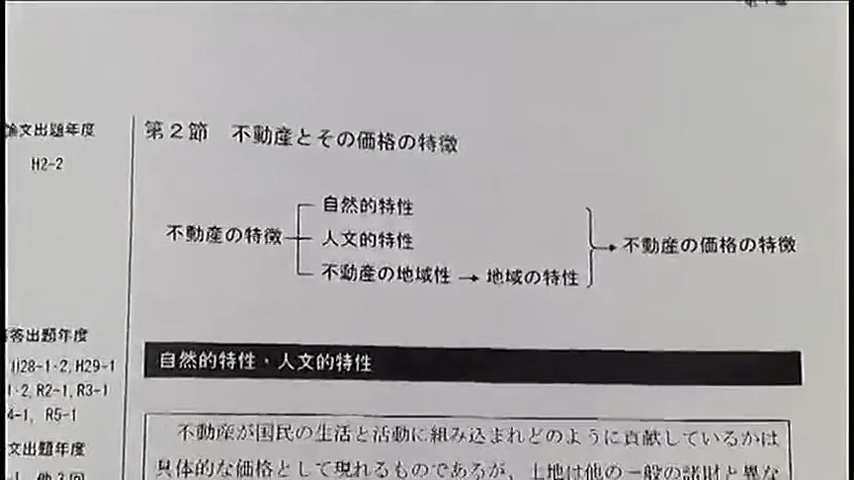 論文出題年度
H2-2
第2節 不動産とその価格の特徴
自然的特性
不動産の特徴 人文的特性 不動産の価格の特徴
不動産の地域性 → 地域の特性
答出題年度
H28-1・2, H29-1
1・2, R2-1, R3-1
4-1, R5-1
文出題年度
他3回
自然的特性・人文的特性
不動産が国民の生活と活動に組み込まれどのように貢献しているかは
具体的な価格として現れるものであるが、土地は他の一般の諸財と異な